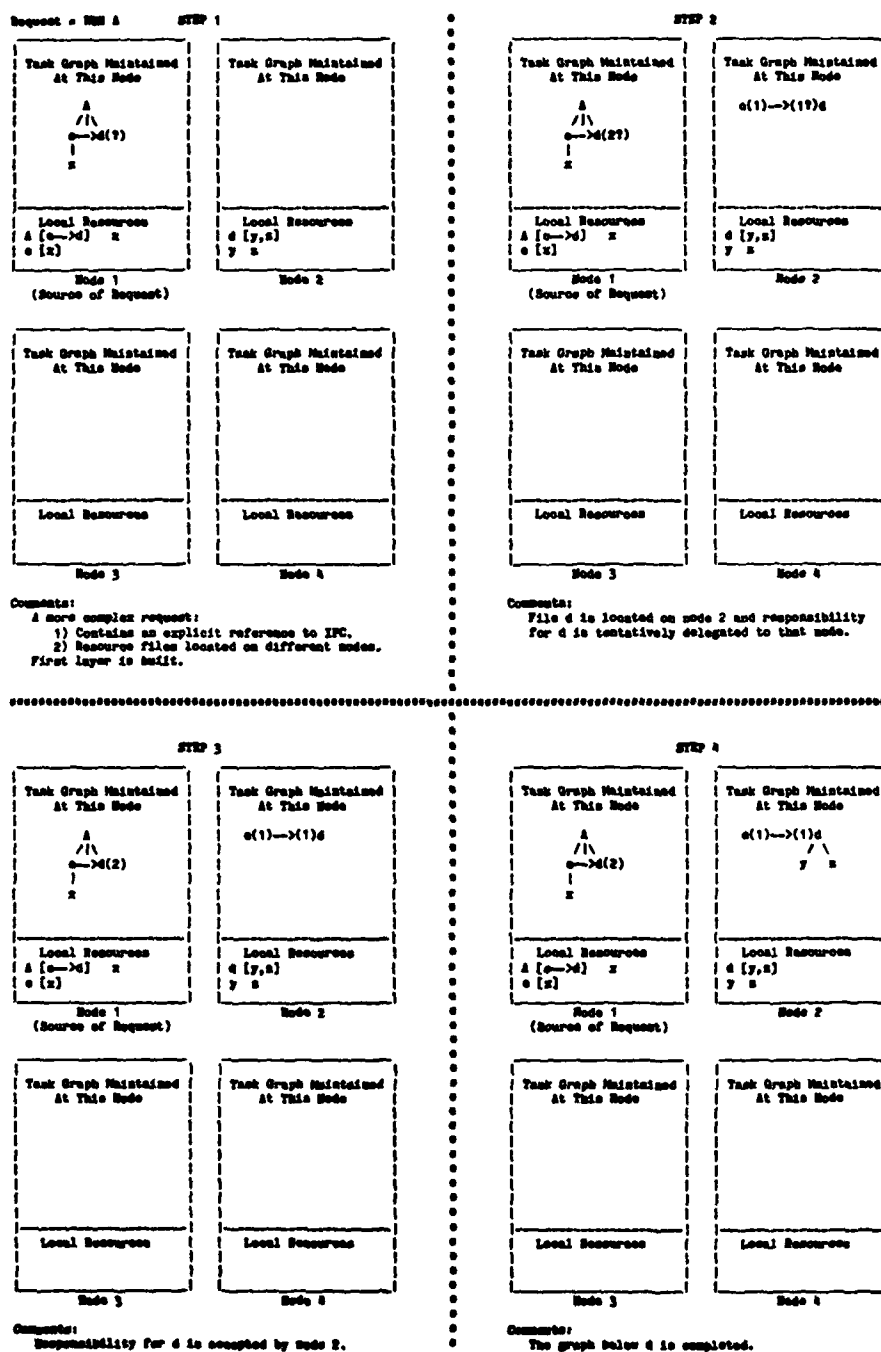 Request = RUN A STEP 1
Task Graph Maintained
At This Node
A
/|\
c-->d(?)
|
x
Local Resources
A [c-->d] x
c [x]
Node 1
(Source of Request)
Task Graph Maintained
At This Node
Local Resources
d [y,z]
y z
Node 2
Task Graph Maintained
At This Node
Local Resources
Node 3
Task Graph Maintained
At This Node
Local Resources
Node 4
Comments:
A more complex request:
1) Contains an explicit reference to IPC.
2) Resource files located on different nodes.
First layer is built.
STEP 2
Task Graph Maintained
At This Node
A
/|\
c-->d(2?)
|
x
Local Resources
A [c-->d] x
c [x]
Node 1
(Source of Request)
Task Graph Maintained
At This Node
c(1)-->(1?)d
Local Resources
d [y,z]
y z
Node 2
Task Graph Maintained
At This Node
Local Resources
Node 3
Task Graph Maintained
At This Node
Local Resources
Node 4
Comments:
File d is located on node 2 and responsibility
for d is tentatively delegated to that node.
STEP 3
Task Graph Maintained
At This Node
A
/|\
c-->d(2)
|
x
Local Resources
A [c-->d] x
c [x]
Node 1
(Source of Request)
Task Graph Maintained
At This Node
c(1)-->(1)d
Local Resources
d [y,z]
y z
Node 2
Task Graph Maintained
At This Node
Local Resources
Node 3
Task Graph Maintained
At This Node
Local Resources
Node 4
Comments:
Responsibility for d is accepted by Node 2.
STEP 4
Task Graph Maintained
At This Node
A
/|\
c-->d(2)
|
x
Local Resources
A [c-->d] x
c [x]
Node 1
(Source of Request)
Task Graph Maintained
At This Node
c(1)-->(1)d
/ \
y z
Local Resources
d [y,z]
y z
Node 2
Task Graph Maintained
At This Node
Local Resources
Node 3
Task Graph Maintained
At This Node
Local Resources
Node 4
Comments:
The graph below d is completed.